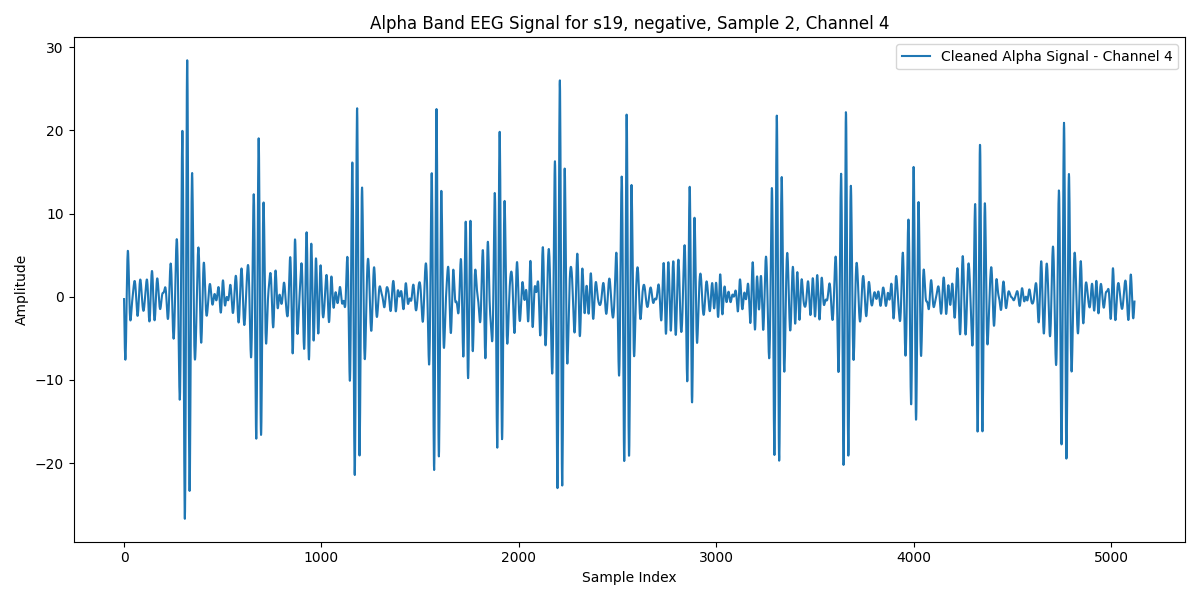 Alpha Band EEG Signal for s19, negative, Sample 2, Channel 4
Cleaned Alpha Signal - Channel 4
Amplitude
30
20
10
0
−10
−20
0 1000 2000 3000 4000 5000
Sample Index